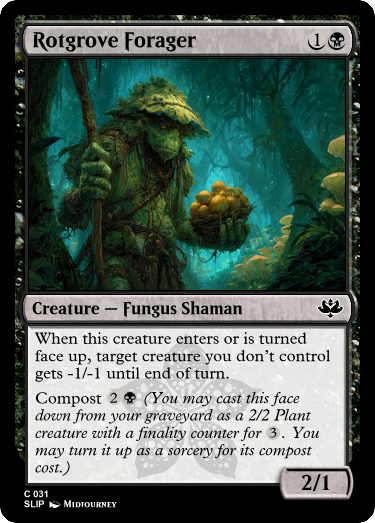 Rotgrove Forager 1
Creature — Fungus Shaman
When this creature enters or is turned
face up, target creature you don't control
gets -1/-1 until end of turn.
Compost 2 (You may cast this face
down from your graveyard as a 2/2 Plant
creature with a finality counter for 3 . You
may turn it up as a sorcery for its compost
cost.)
2/1
C 031
SLIP Midjourney